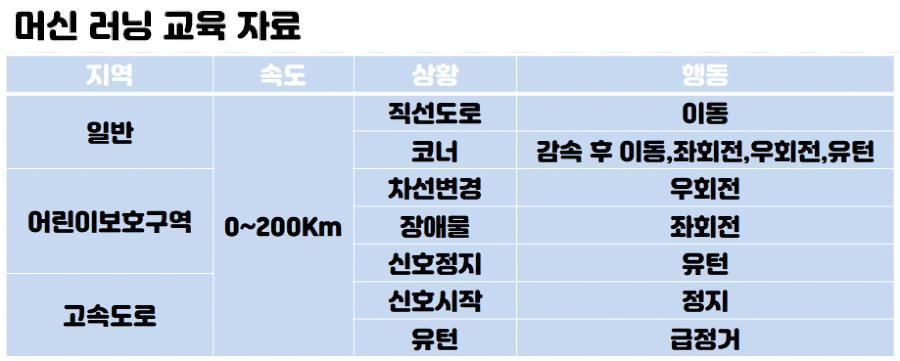 머신 러닝 교육 자료
지역 속도 상황 행동
일반 0~200Km 직선도로 이동
코너 감속 후 이동,좌회전,우회전,유턴
어린이보호구역 차선변경 우회전
장애물 좌회전
신호정지 유턴
고속도로 신호시작 정지
유턴 급정거